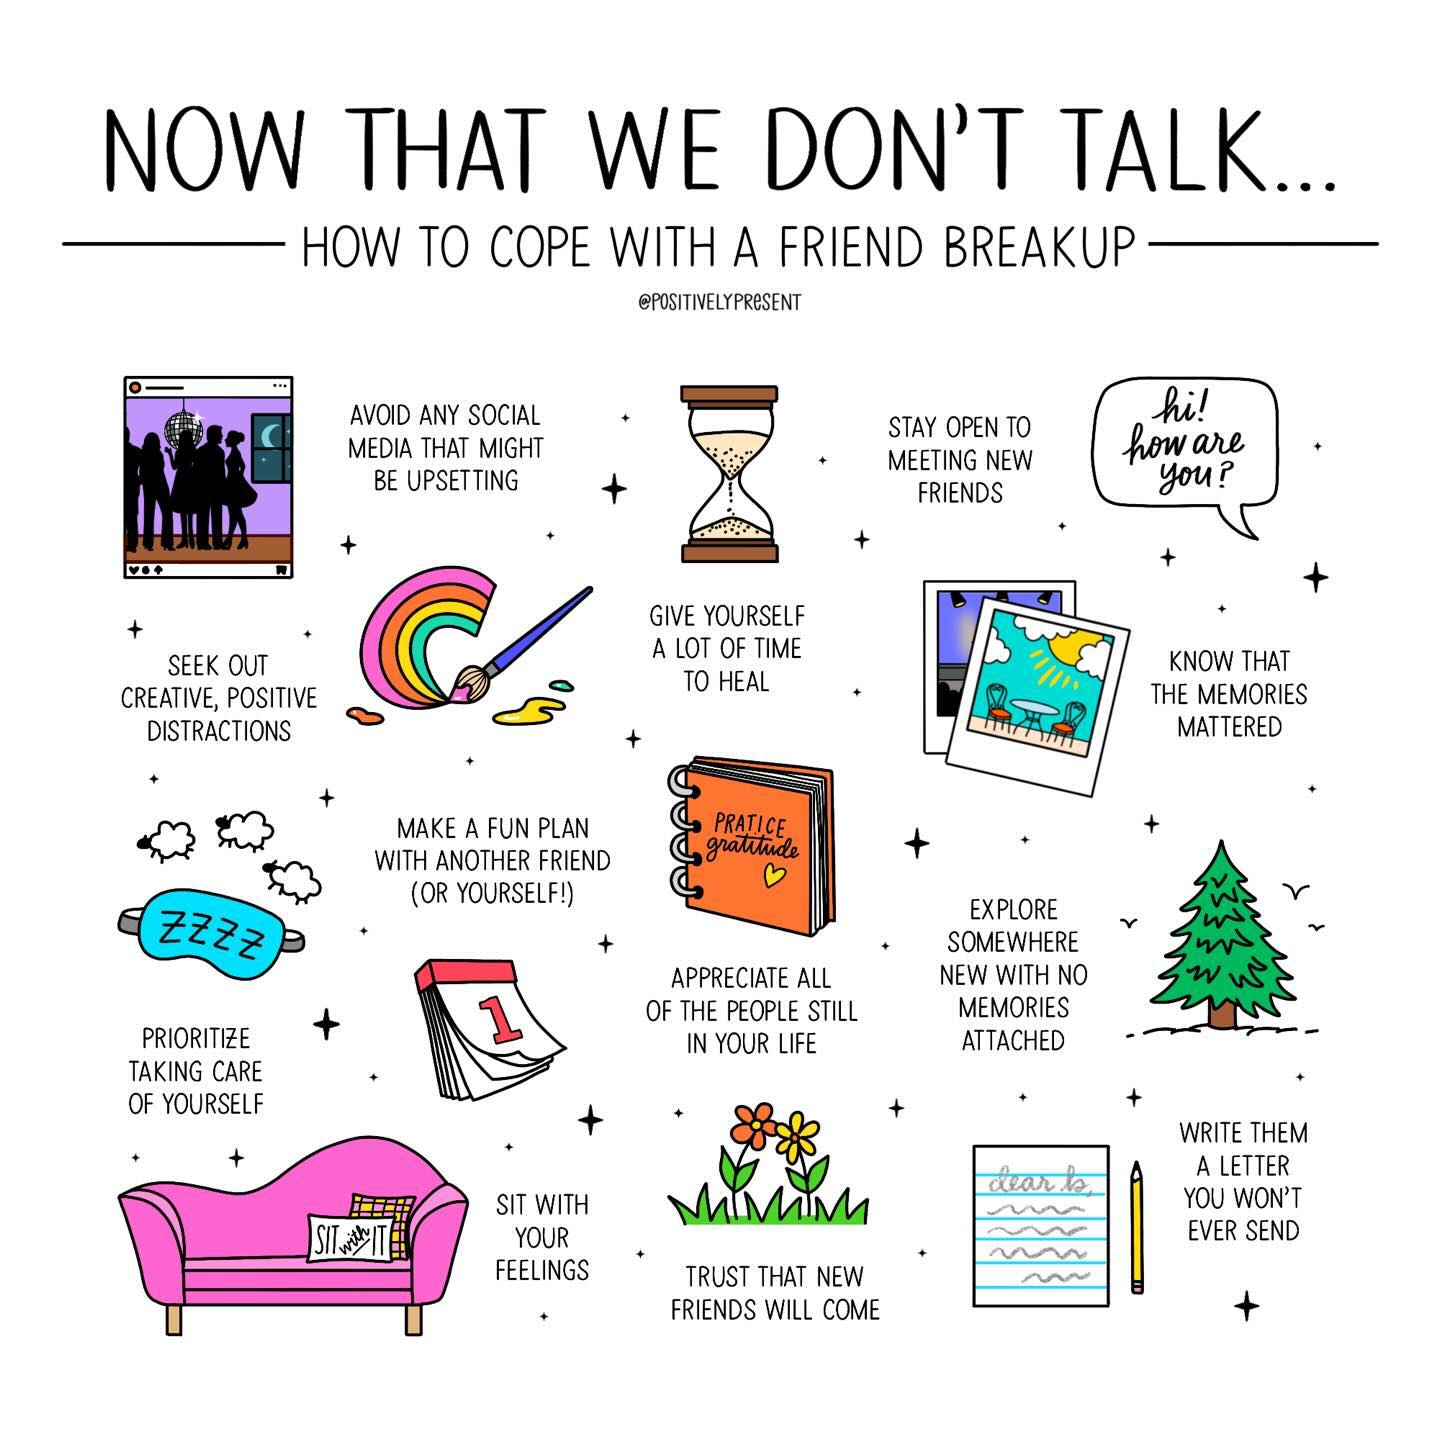 NOW THAT WE DON'T TALK...
HOW TO COPE WITH A FRIEND BREAKUP
@POSITIVELYPRESENT
AVOID ANY SOCIAL
MEDIA THAT MIGHT
BE UPSETTING
STAY OPEN TO
MEETING NEW
FRIENDS
hi!
how are
you?
SEEK OUT
CREATIVE, POSITIVE
DISTRACTIONS
GIVE YOURSELF
A LOT OF TIME
TO HEAL
KNOW THAT
THE MEMORIES
MATTERED
MAKE A FUN PLAN
WITH ANOTHER FRIEND
(OR YOURSELF!)
PRATICE
gratitude
ZZZZ
EXPLORE
SOMEWHERE
NEW WITH NO
MEMORIES
ATTACHED
1
APPRECIATE ALL
OF THE PEOPLE STILL
IN YOUR LIFE
PRIORITIZE
TAKING CARE
OF YOURSELF
SIT with IT
SIT WITH
YOUR
FEELINGS
TRUST THAT NEW
FRIENDS WILL COME
dear b,
WRITE THEM
A LETTER
YOU WON'T
EVER SEND